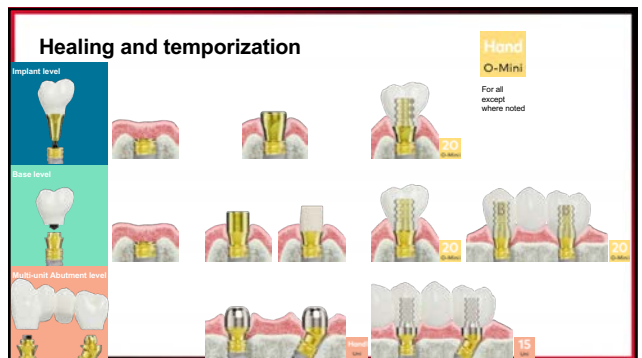 Healing and temporization
Hand
O-Mini
For all
except
where noted
Implant level
20
O-Mini
Base level
20
O-Mini
20
O-Mini
Multi-unit Abutment level
Hand
15